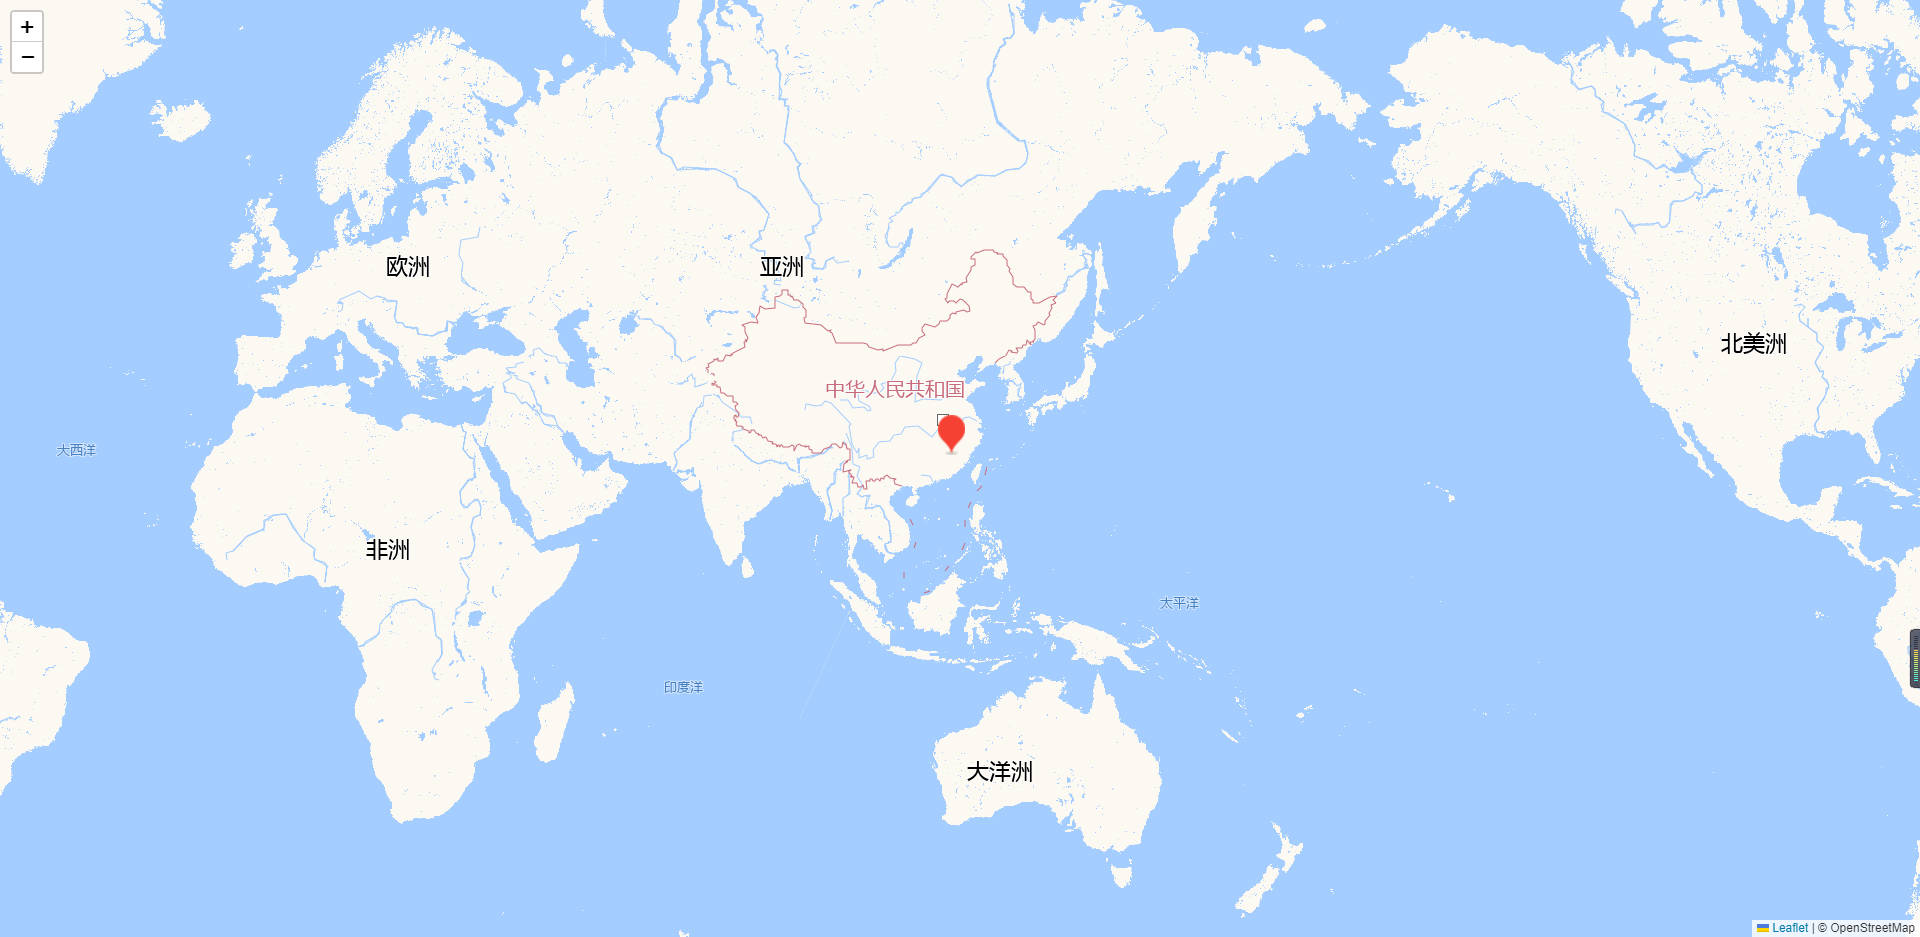 +
−
欧洲
亚洲
北美洲
中华人民共和国
大西洋
非洲
太平洋
印度洋
大洋洲
Leaflet | © OpenStreetMap